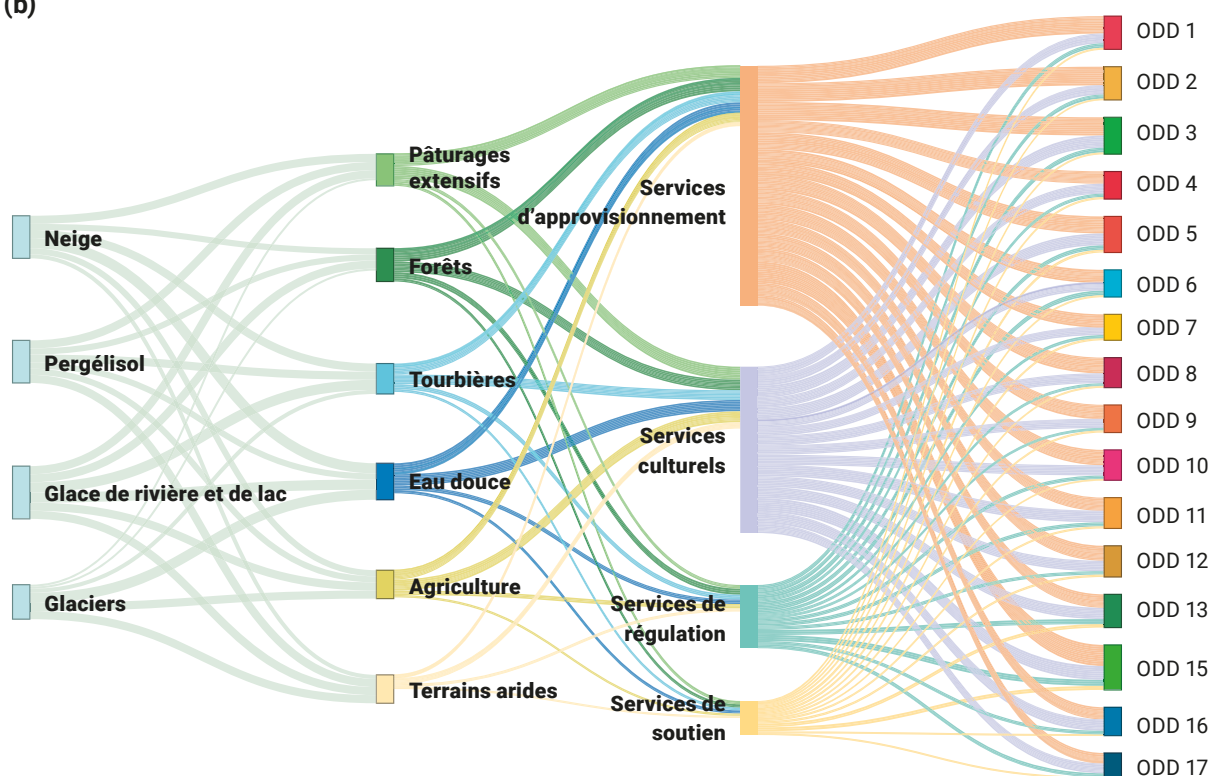 (b)
Neige
Pergélisol
Glace de rivière et de lac
Glaciers
Pâturages
extensifs
Forêts
Tourbières
Eau douce
Agriculture
Terrains arides
Services
d’approvisionnement
Services
culturels
Services de
régulation
Services de
soutien
ODD 1
ODD 2
ODD 3
ODD 4
ODD 5
ODD 6
ODD 7
ODD 8
ODD 9
ODD 10
ODD 11
ODD 12
ODD 13
ODD 15
ODD 16
ODD 17